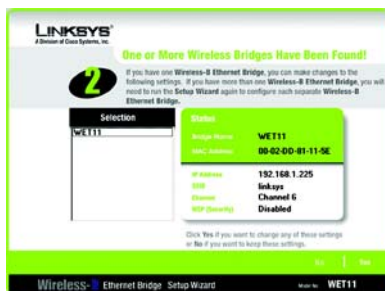 LINKSYS®
A Division of Cisco Systems, Inc.
One or More Wireless Bridges Have Been Found!
2
If you have one Wireless-B Ethernet Bridge, you can make changes to the
following settings. If you have more than one Wireless-B Ethernet Bridge, you will
need to run the Setup Wizard again to configure each separate Wireless-B
Ethernet Bridge.
Selection
WET11
Status
Bridge Name: WET11
MAC Address: 00-02-DD-81-11-5E
IP Address: 192.168.1.225
SSID: linksys
Channel: Channel 6
WEP (Security): Disabled
Click Yes if you want to change any of these settings
or No if you want to keep these settings.
Yes
Wireless-B Ethernet Bridge Setup Wizard
Model No. WET11